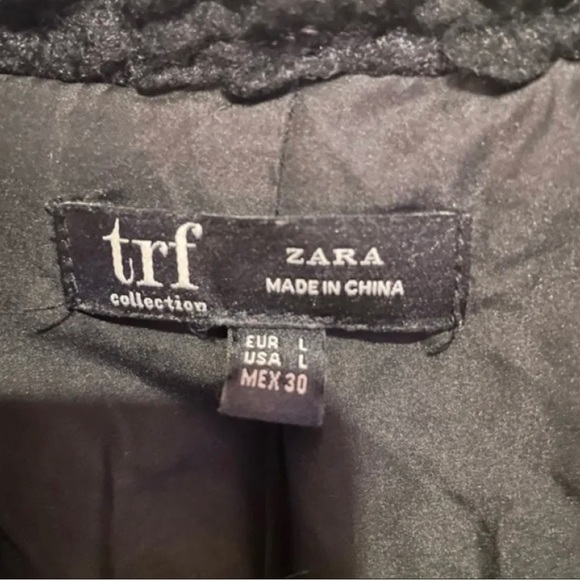 trf
collection
ZARA
MADE IN CHINA
EUR L
USA L
MEX 30